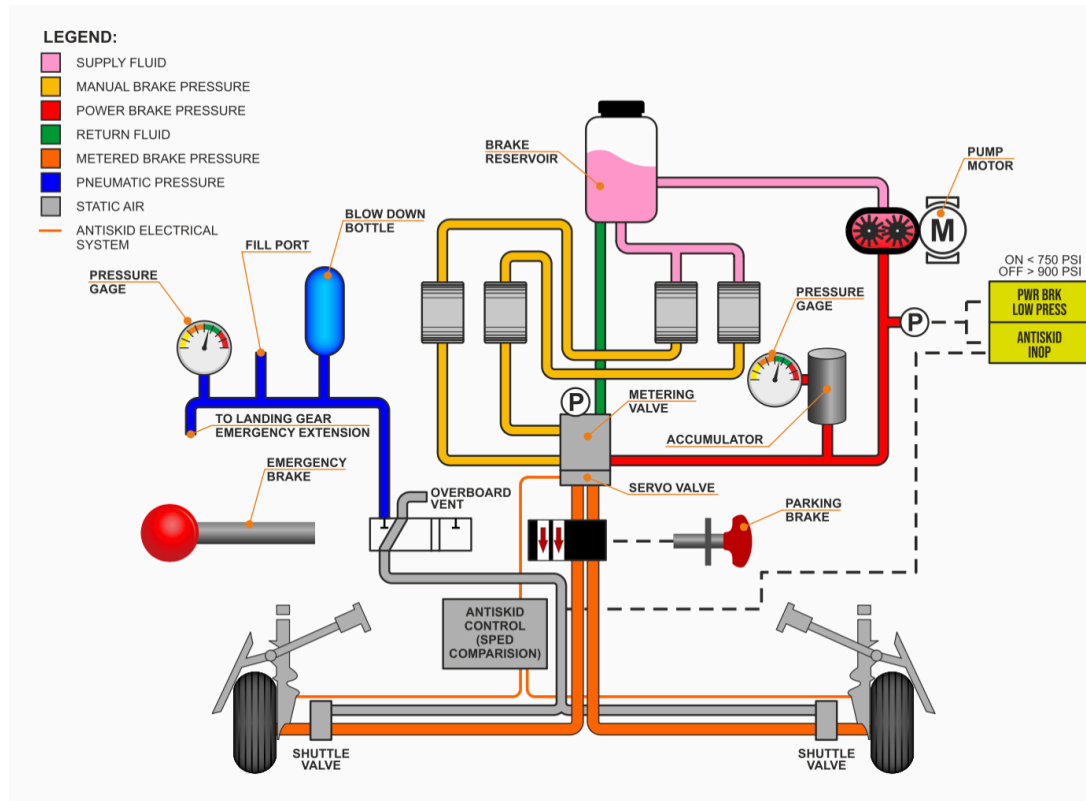 LEGEND:
SUPPLY FLUID
MANUAL BRAKE PRESSURE
POWER BRAKE PRESSURE
RETURN FLUID
METERED BRAKE PRESSURE
PNEUMATIC PRESSURE
STATIC AIR
ANTISKID ELECTRICAL
SYSTEM
BRAKE
RESERVOIR
PUMP
MOTOR
M
BLOW DOWN
BOTTLE
FILL PORT
PRESSURE
GAGE
ON < 750 PSI
OFF > 900 PSI
PWR BRK
LOW PRESS
ANTISKID
INOP
P
PRESSURE
GAGE
P
METERING
VALVE
ACCUMULATOR
TO LANDING GEAR
EMERGENCY EXTENSION
EMERGENCY
BRAKE
SERVO VALVE
OVERBOARD
VENT
PARKING
BRAKE
ANTISKID
CONTROL
(SPED
COMPARISION)
SHUTTLE
VALVE
SHUTTLE
VALVE